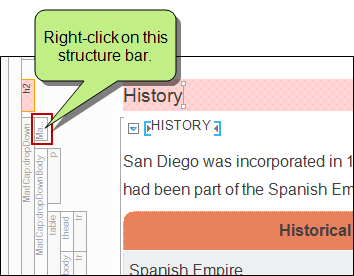 Right-click on this
structure bar.
h2
History
Ma...
HISTORY
MadCap:dropDown
MadCap:dropDownBody
p
San Diego was incorporated in 1
had been part of the Spanish Em
table
thead
tr
Historical
body
tr
Spanish Empire